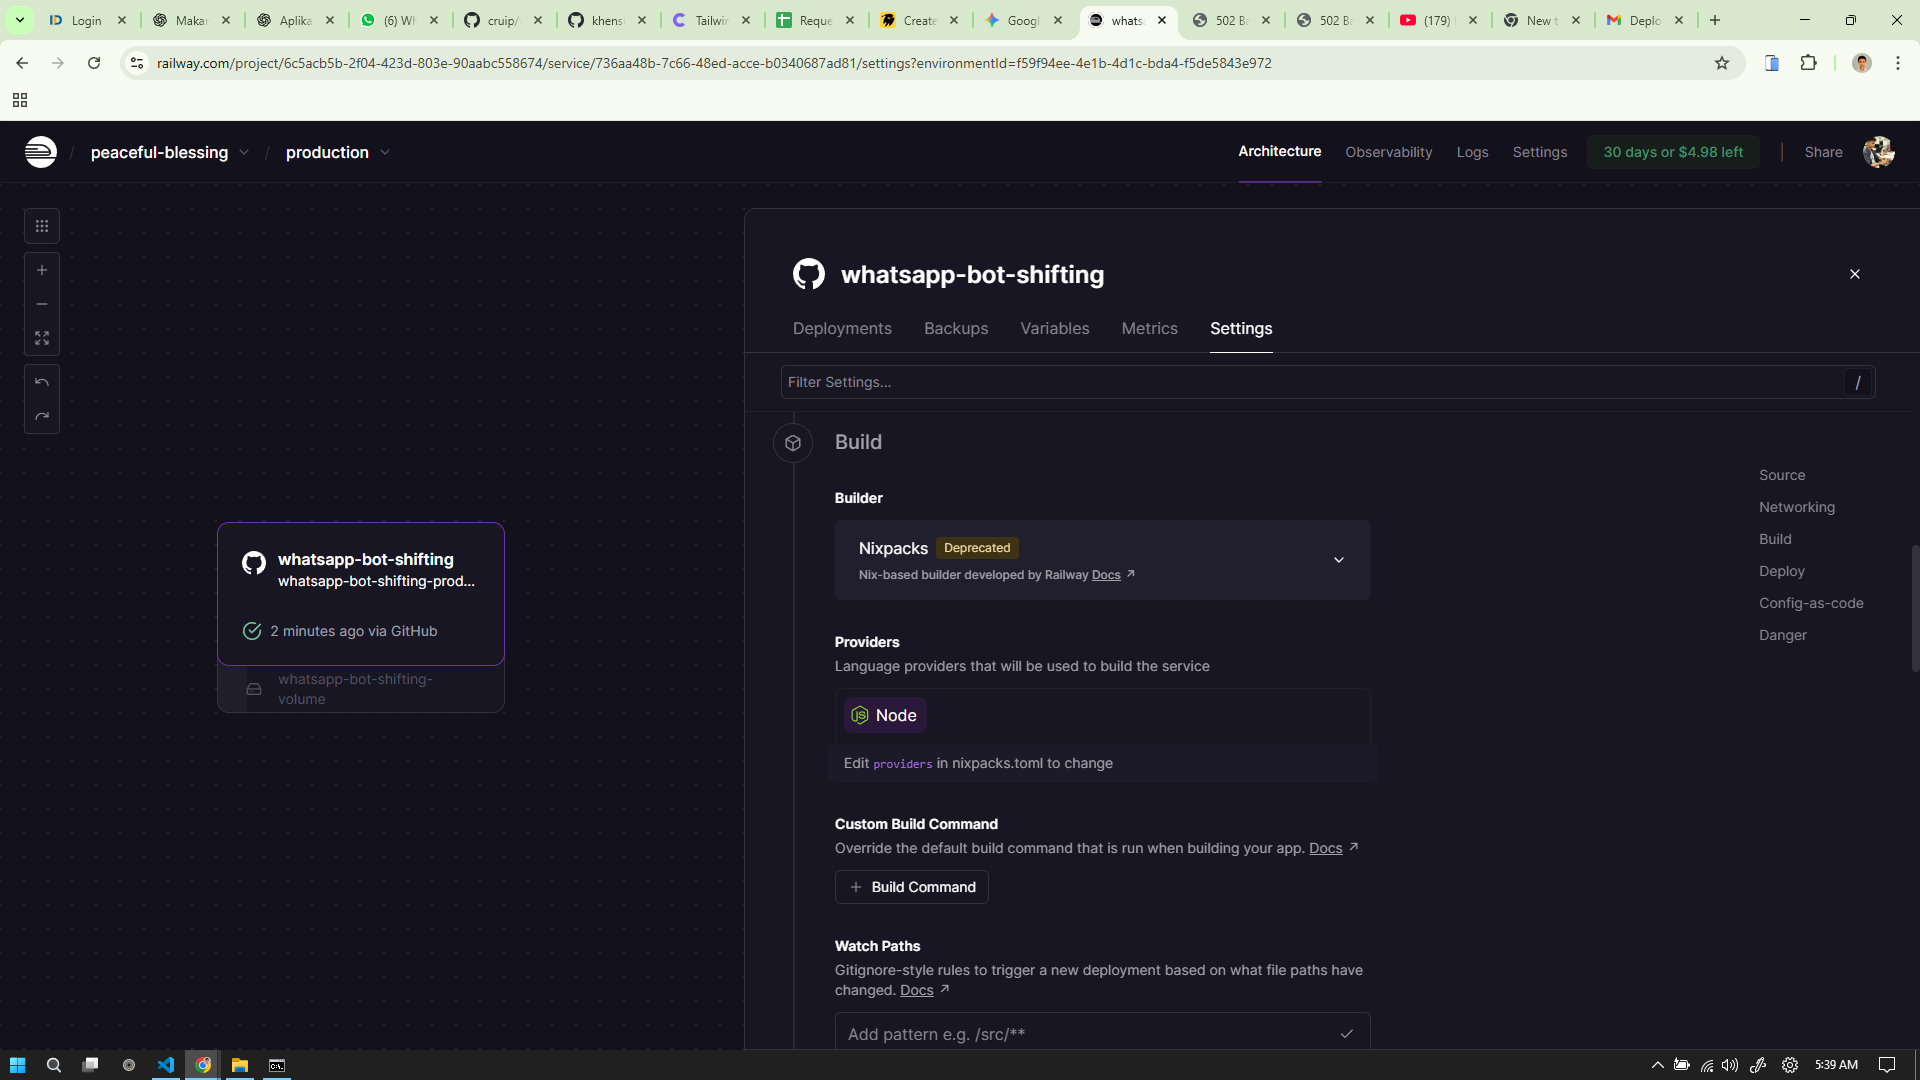 Login
Makan
Aplika
(6) Wh
cruip/
khensi
Tailwin
Reque
Create
Googl
whatsa
502 Ba
502 Ba
(179)
New t
Deplo
railway.com/project/6c5acb5b-2f04-423d-803e-90aabc558674/service/736aa48b-7c66-48ed-acce-b0340687ad81/settings?environmentId=f59f94ee-4e1b-4d1c-bda4-f5de5843e972
/ peaceful-blessing / production
Architecture
Observability
Logs
Settings
30 days or $4.98 left
Share
whatsapp-bot-shifting
Deployments
Backups
Variables
Metrics
Settings
Filter Settings...
/
Build
Builder
Nixpacks Deprecated
Nix-based builder developed by Railway Docs ↗
Providers
Language providers that will be used to build the service
Node
Edit providers in nixpacks.toml to change
Custom Build Command
Override the default build command that is run when building your app. Docs ↗
+ Build Command
Watch Paths
Gitignore-style rules to trigger a new deployment based on what file paths have
changed. Docs ↗
Add pattern e.g. /src/**
Source
Networking
Build
Deploy
Config-as-code
Danger
whatsapp-bot-shifting
whatsapp-bot-shifting-prod...
2 minutes ago via GitHub
whatsapp-bot-shifting-
volume
5:39 AM